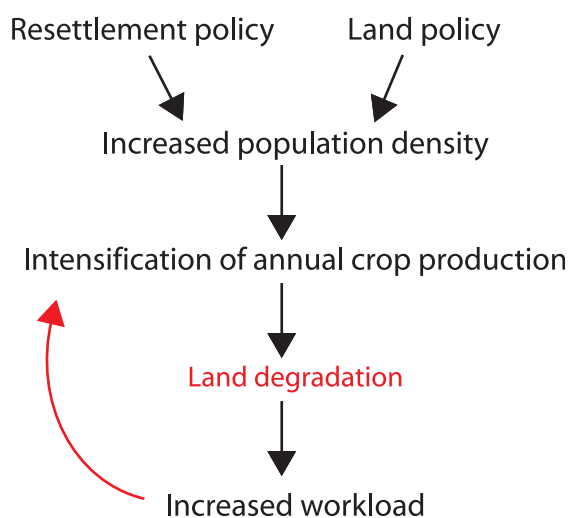 Resettlement policy
Land policy
Increased population density
Intensification of annual crop production
Land degradation
Increased workload